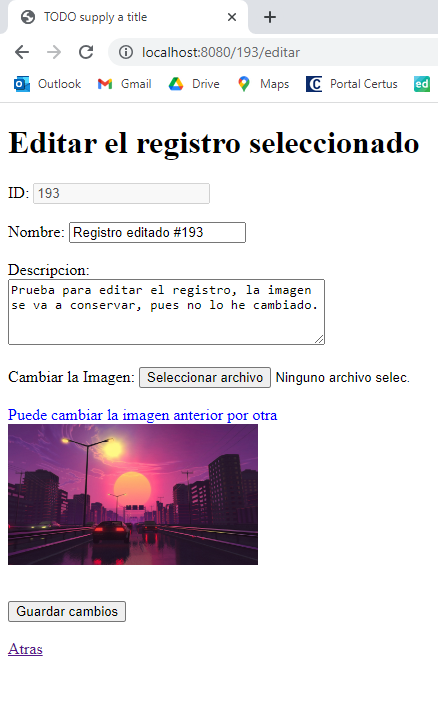 TODO supply a title
localhost:8080/193/editar
Outlook Gmail Drive Maps Portal Certus ed
Editar el registro seleccionado
ID: 193
Nombre: Registro editado #193
Descripcion:
Prueba para editar el registro, la imagen
se va a conservar, pues no lo he cambiado.
Cambiar la Imagen: Seleccionar archivo Ninguno archivo selec.
Puede cambiar la imagen anterior por otra
Guardar cambios
Atras